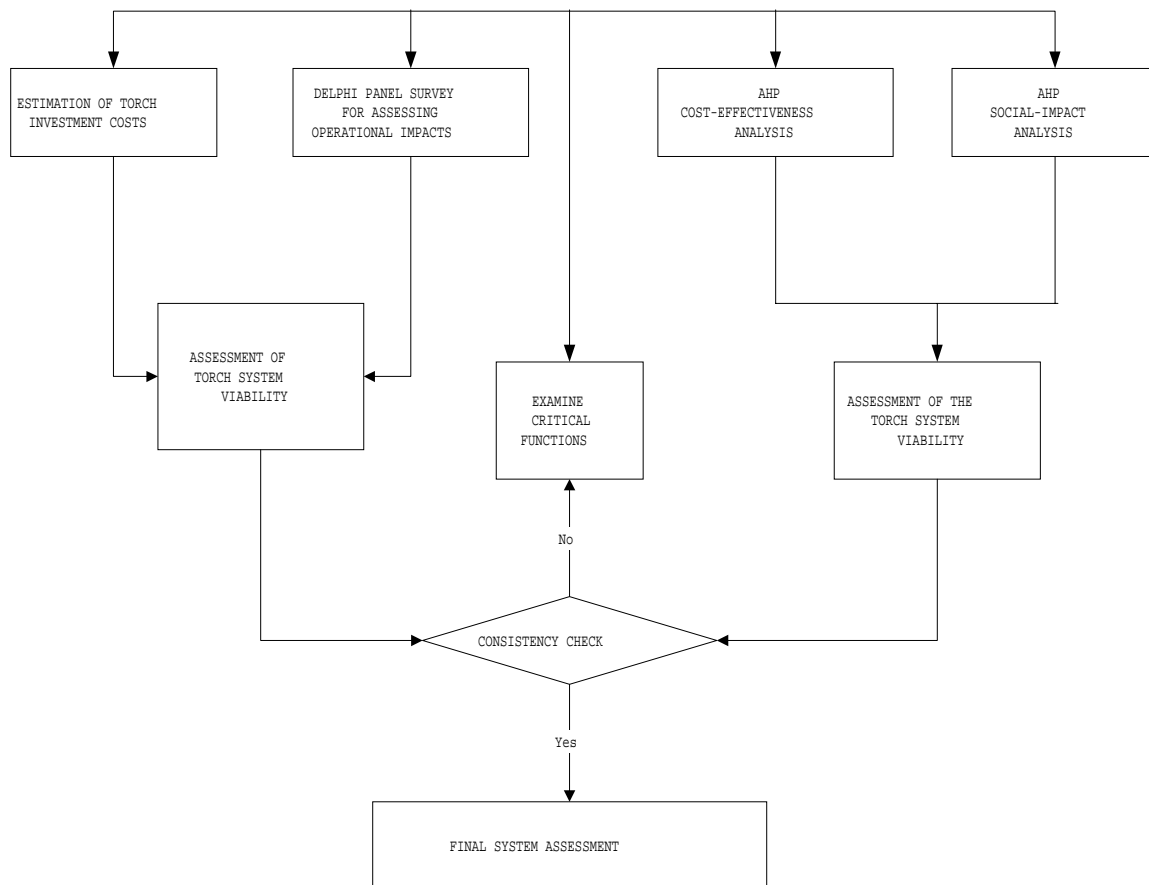 ESTIMATION OF TORCH
INVESTMENT COSTS
DELPHI PANEL SURVEY
FOR ASSESSING
OPERATIONAL IMPACTS
AHP
COST-EFFECTIVENESS
ANALYSIS
AHP
SOCIAL-IMPACT
ANALYSIS
ASSESSMENT OF
TORCH SYSTEM
VIABILITY
EXAMINE
CRITICAL
FUNCTIONS
ASSESSMENT OF THE
TORCH SYSTEM
VIABILITY
No
CONSISTENCY CHECK
Yes
FINAL SYSTEM ASSESSMENT